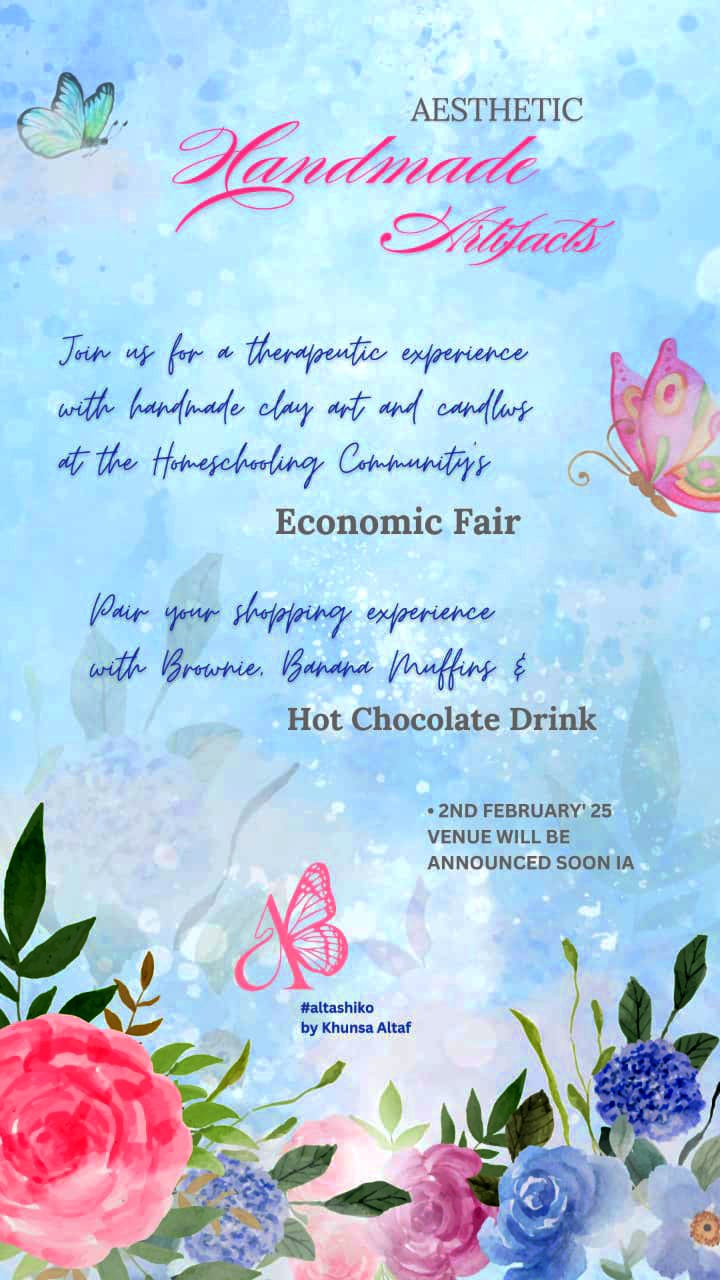 AESTHETIC
Handmade
Artifacts
Join us for a therapeutic experience
with handmade clay art and candlws
at the Homeschooling Community's
Economic Fair
Pair your shopping experience
with Brownie, Banana Muffins &
Hot Chocolate Drink
• 2ND FEBRUARY' 25
VENUE WILL BE
ANNOUNCED SOON IA
#altashiko
by Khunsa Altaf